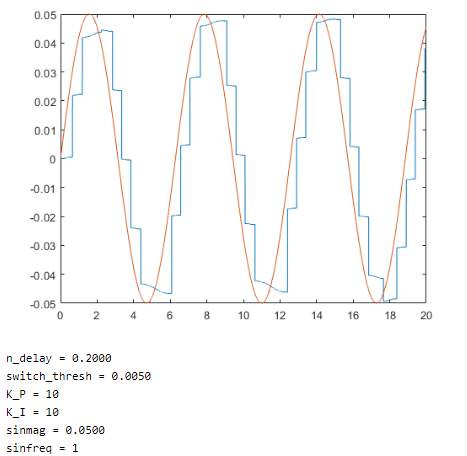 0.05
0.04
0.03
0.02
0.01
0
-0.01
-0.02
-0.03
-0.04
-0.05
0 2 4 6 8 10 12 14 16 18 20
n_delay = 0.2000
switch_thresh = 0.0050
K_P = 10
K_I = 10
sinmag = 0.0500
sinfreq = 1